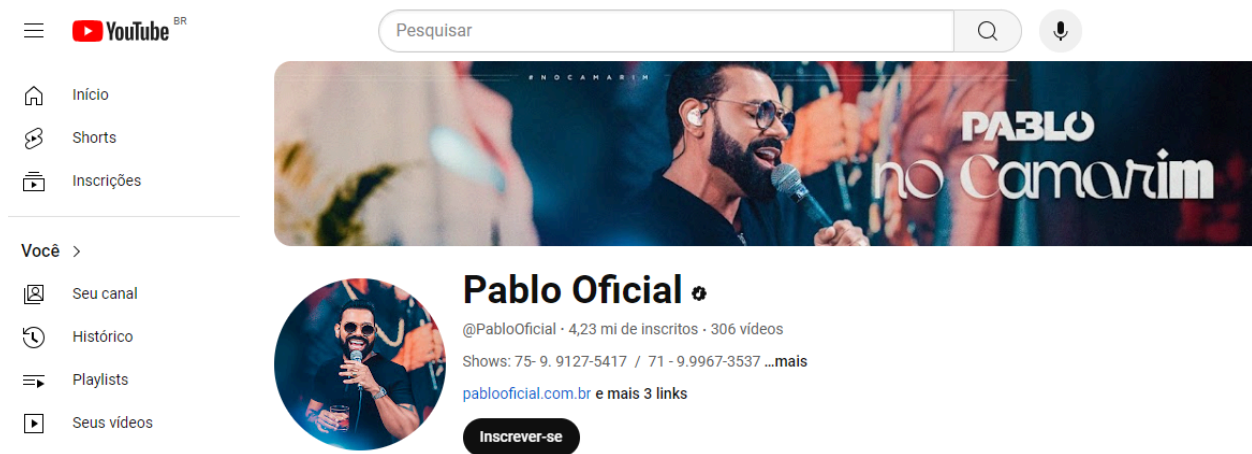 YouTube BR
Pesquisar
Início
Shorts
Inscrições
Você
Seu canal
Histórico
Playlists
Seus vídeos
#NOCAMARIM
PABLO
no Camarim
Pablo Oficial
@PabloOficial · 4,23 mi de inscritos · 306 vídeos
Shows: 75- 9. 9127-5417 / 71 - 9.9967-3537 ...mais
pablooficial.com.br e mais 3 links
Inscrever-se